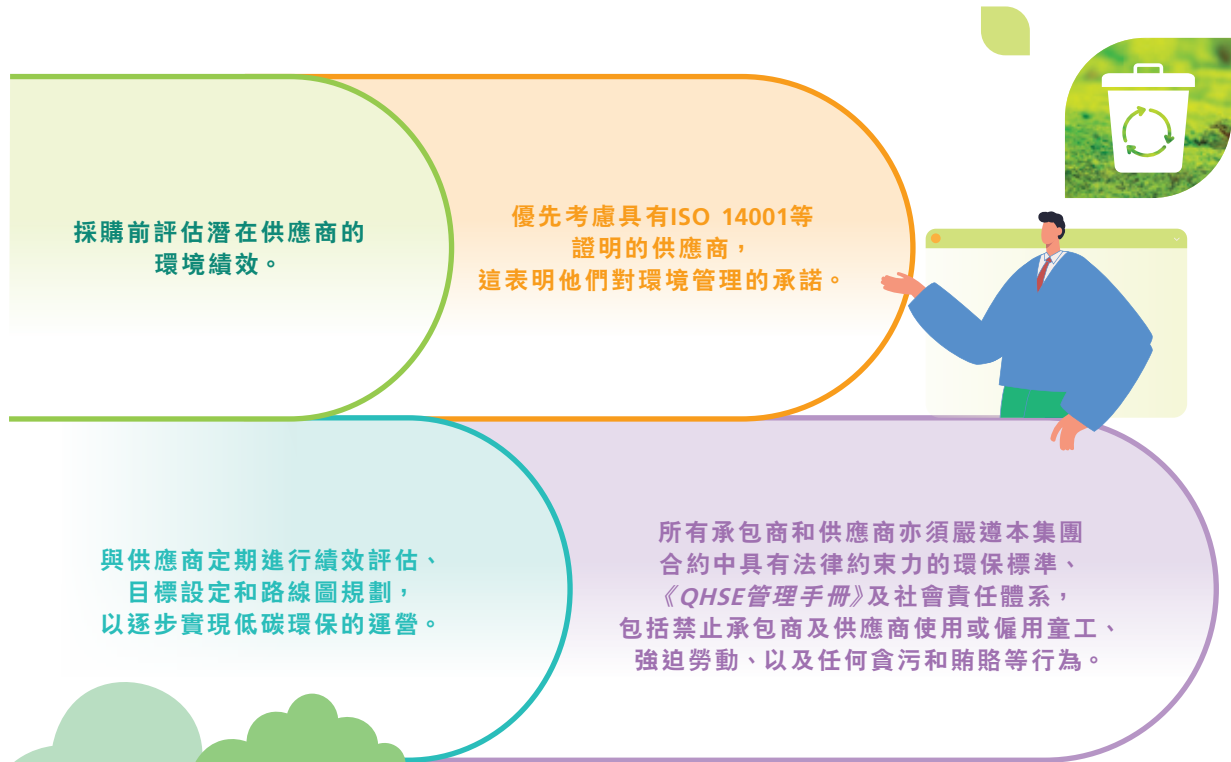 採購前評估潛在供應商的
環境績效。
優先考慮具有ISO 14001等
證明的供應商，
這表明他們對環境管理的承諾。
與供應商定期進行績效評估、
目標設定和路線圖規劃，
以逐步實現低碳環保的運營。
所有承包商和供應商亦須嚴遵本集團
合約中具有法律約束力的環保標準、
《QHSE管理手冊》及社會責任體系，
包括禁止承包商及供應商使用或僱用童工、
強迫勞動、以及任何貪污和賄賂等行為。